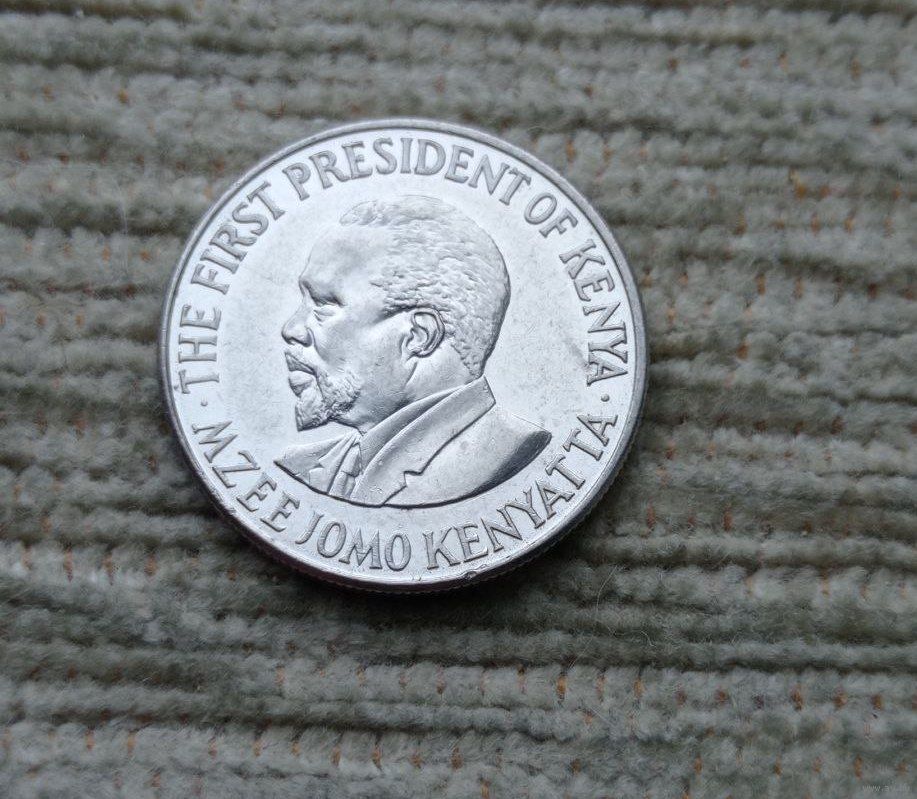 · THE FIRST PRESIDENT OF KENYA ·
MZEE JOMO KENYATTA